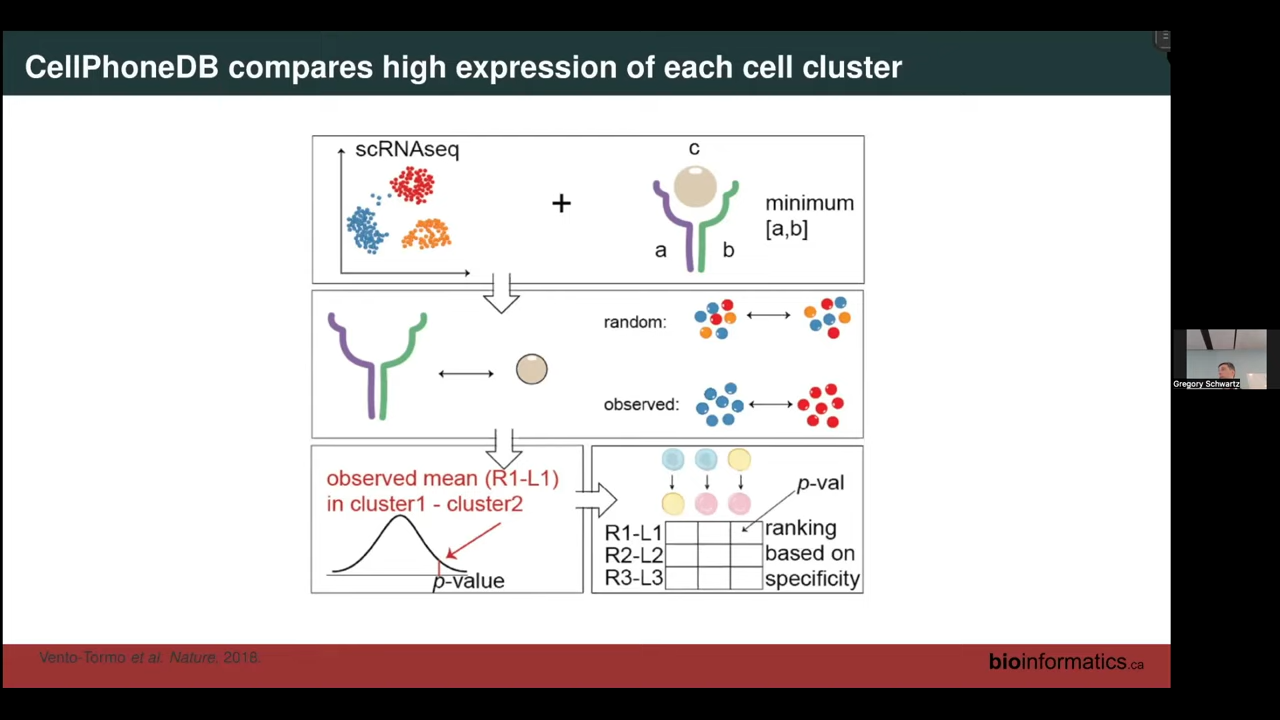 CellPhoneDB compares high expression of each cell cluster
scRNAseq
+
c
a
b
minimum
[a,b]
random:
observed:
observed mean (R1-L1)
in cluster1 - cluster2
p-value
p-val
R1-L1
R2-L2
R3-L3
ranking
based on
specificity
Gregory Schwartz
Vento-Tormo et al. Nature, 2018.
bioinformatics.ca